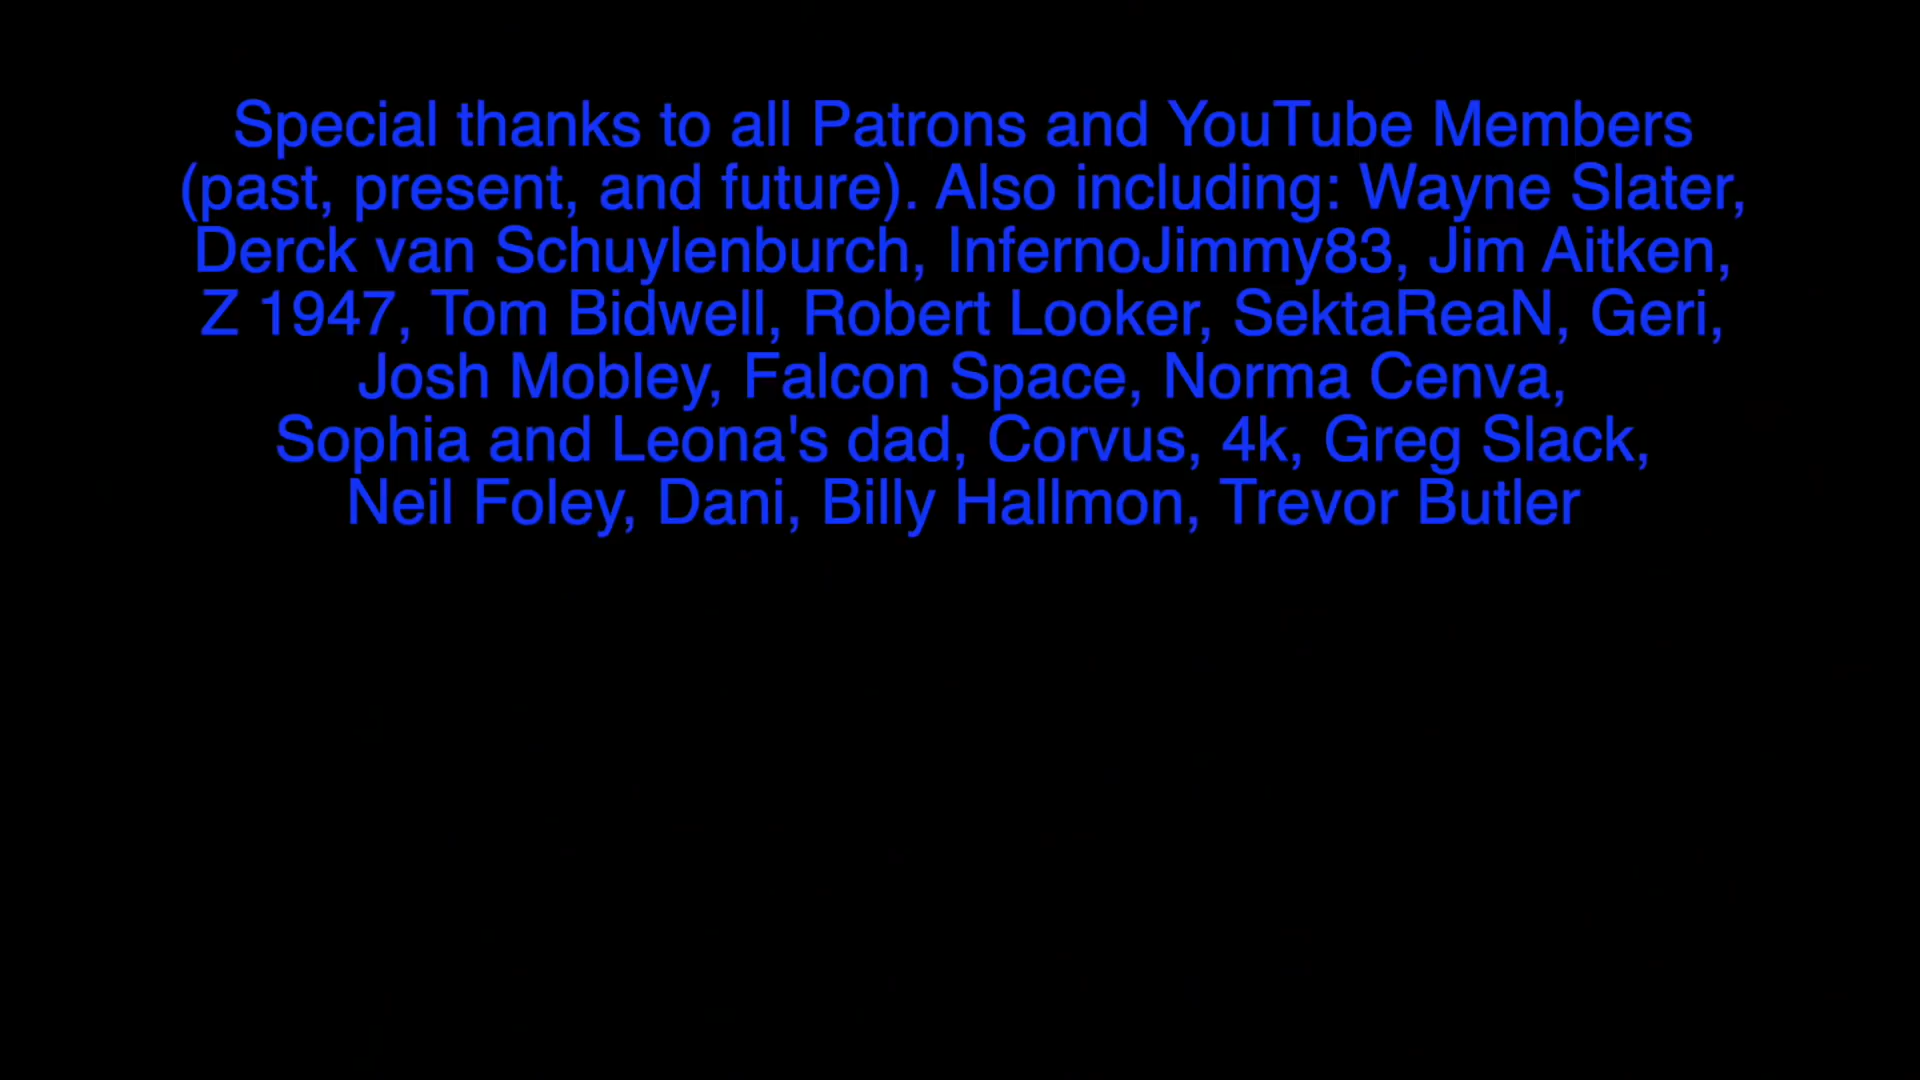 Special thanks to all Patrons and YouTube Members
(past, present, and future). Also including: Wayne Slater,
Derck van Schuylenburch, InfernoJimmy83, Jim Aitken,
Z 1947, Tom Bidwell, Robert Looker, SektaReaN, Geri,
Josh Mobley, Falcon Space, Norma Cenva,
Sophia and Leona's dad, Corvus, 4k, Greg Slack,
Neil Foley, Dani, Billy Hallmon, Trevor Butler